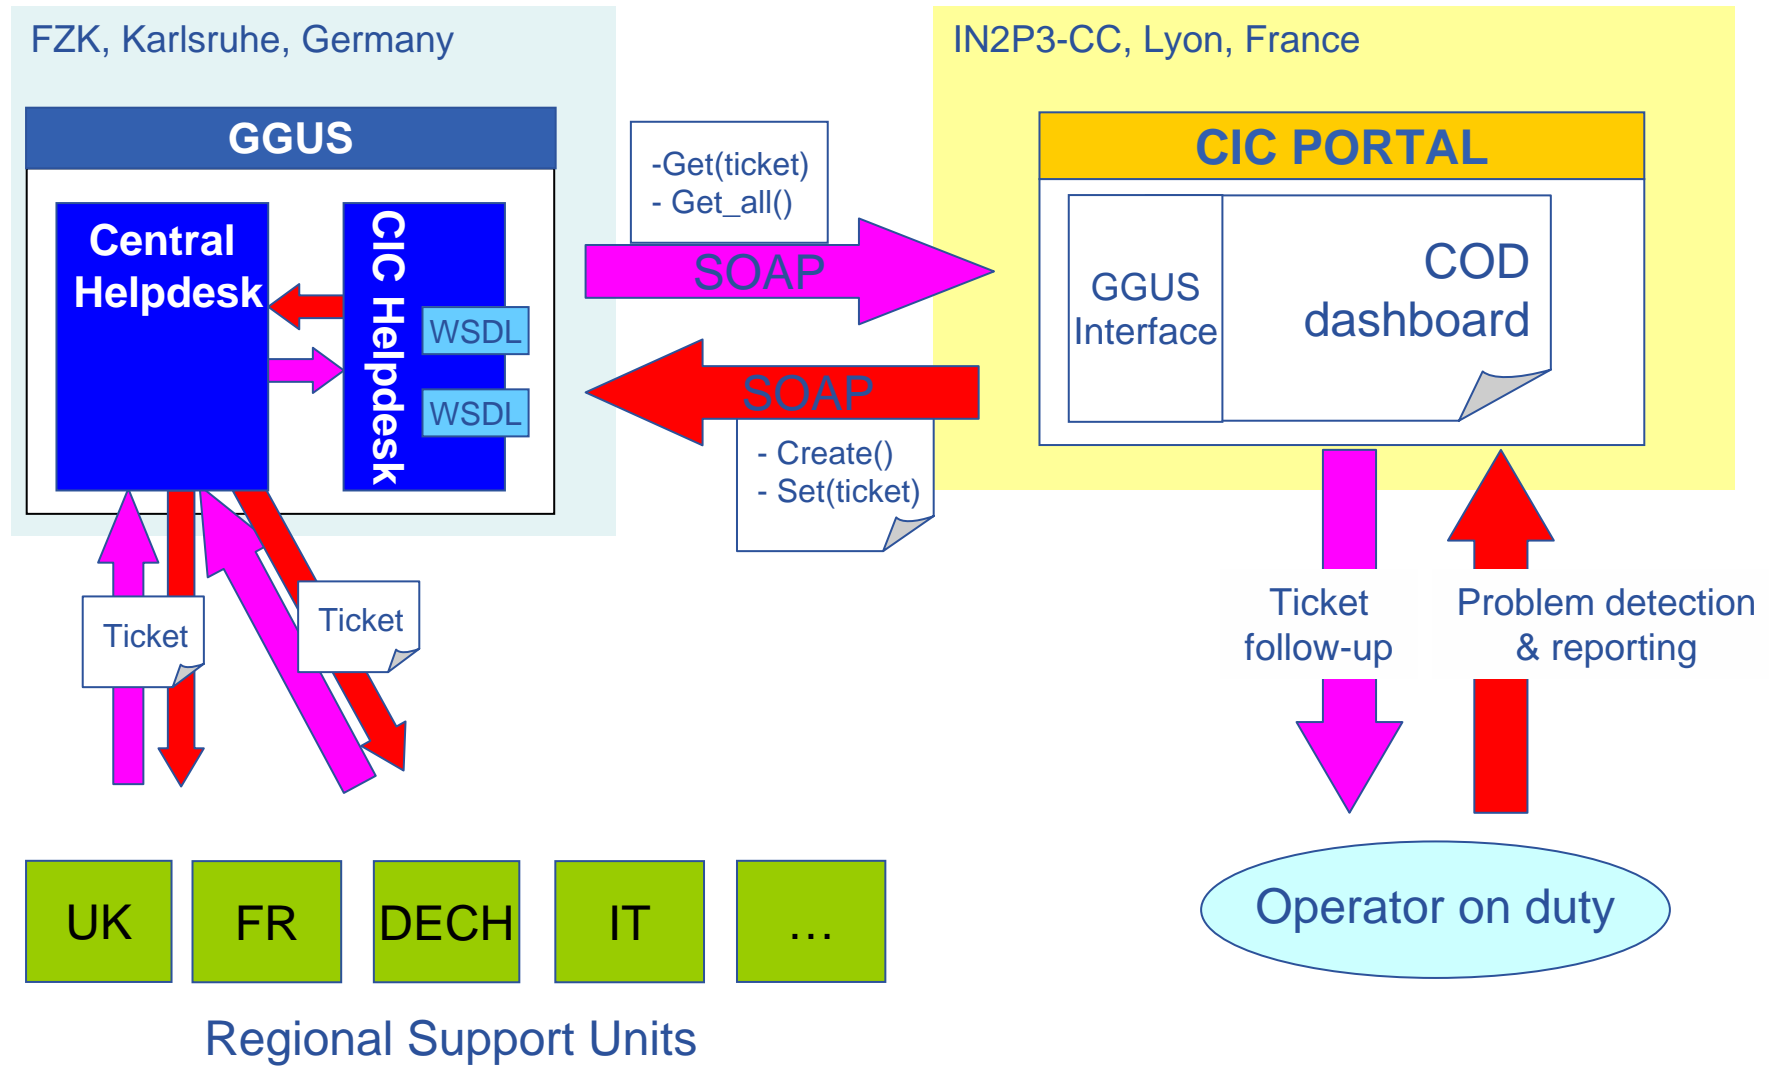 FZK, Karlsruhe, Germany
GGUS
Central
Helpdesk
CIC Helpdesk
WSDL
WSDL
-Get(ticket)
- Get_all()
SOAP
SOAP
- Create()
- Set(ticket)
IN2P3-CC, Lyon, France
CIC PORTAL
GGUS
Interface
COD
dashboard
Ticket
Ticket
Ticket
follow-up
Problem detection
& reporting
Operator on duty
UK
FR
DECH
IT
…
Regional Support Units